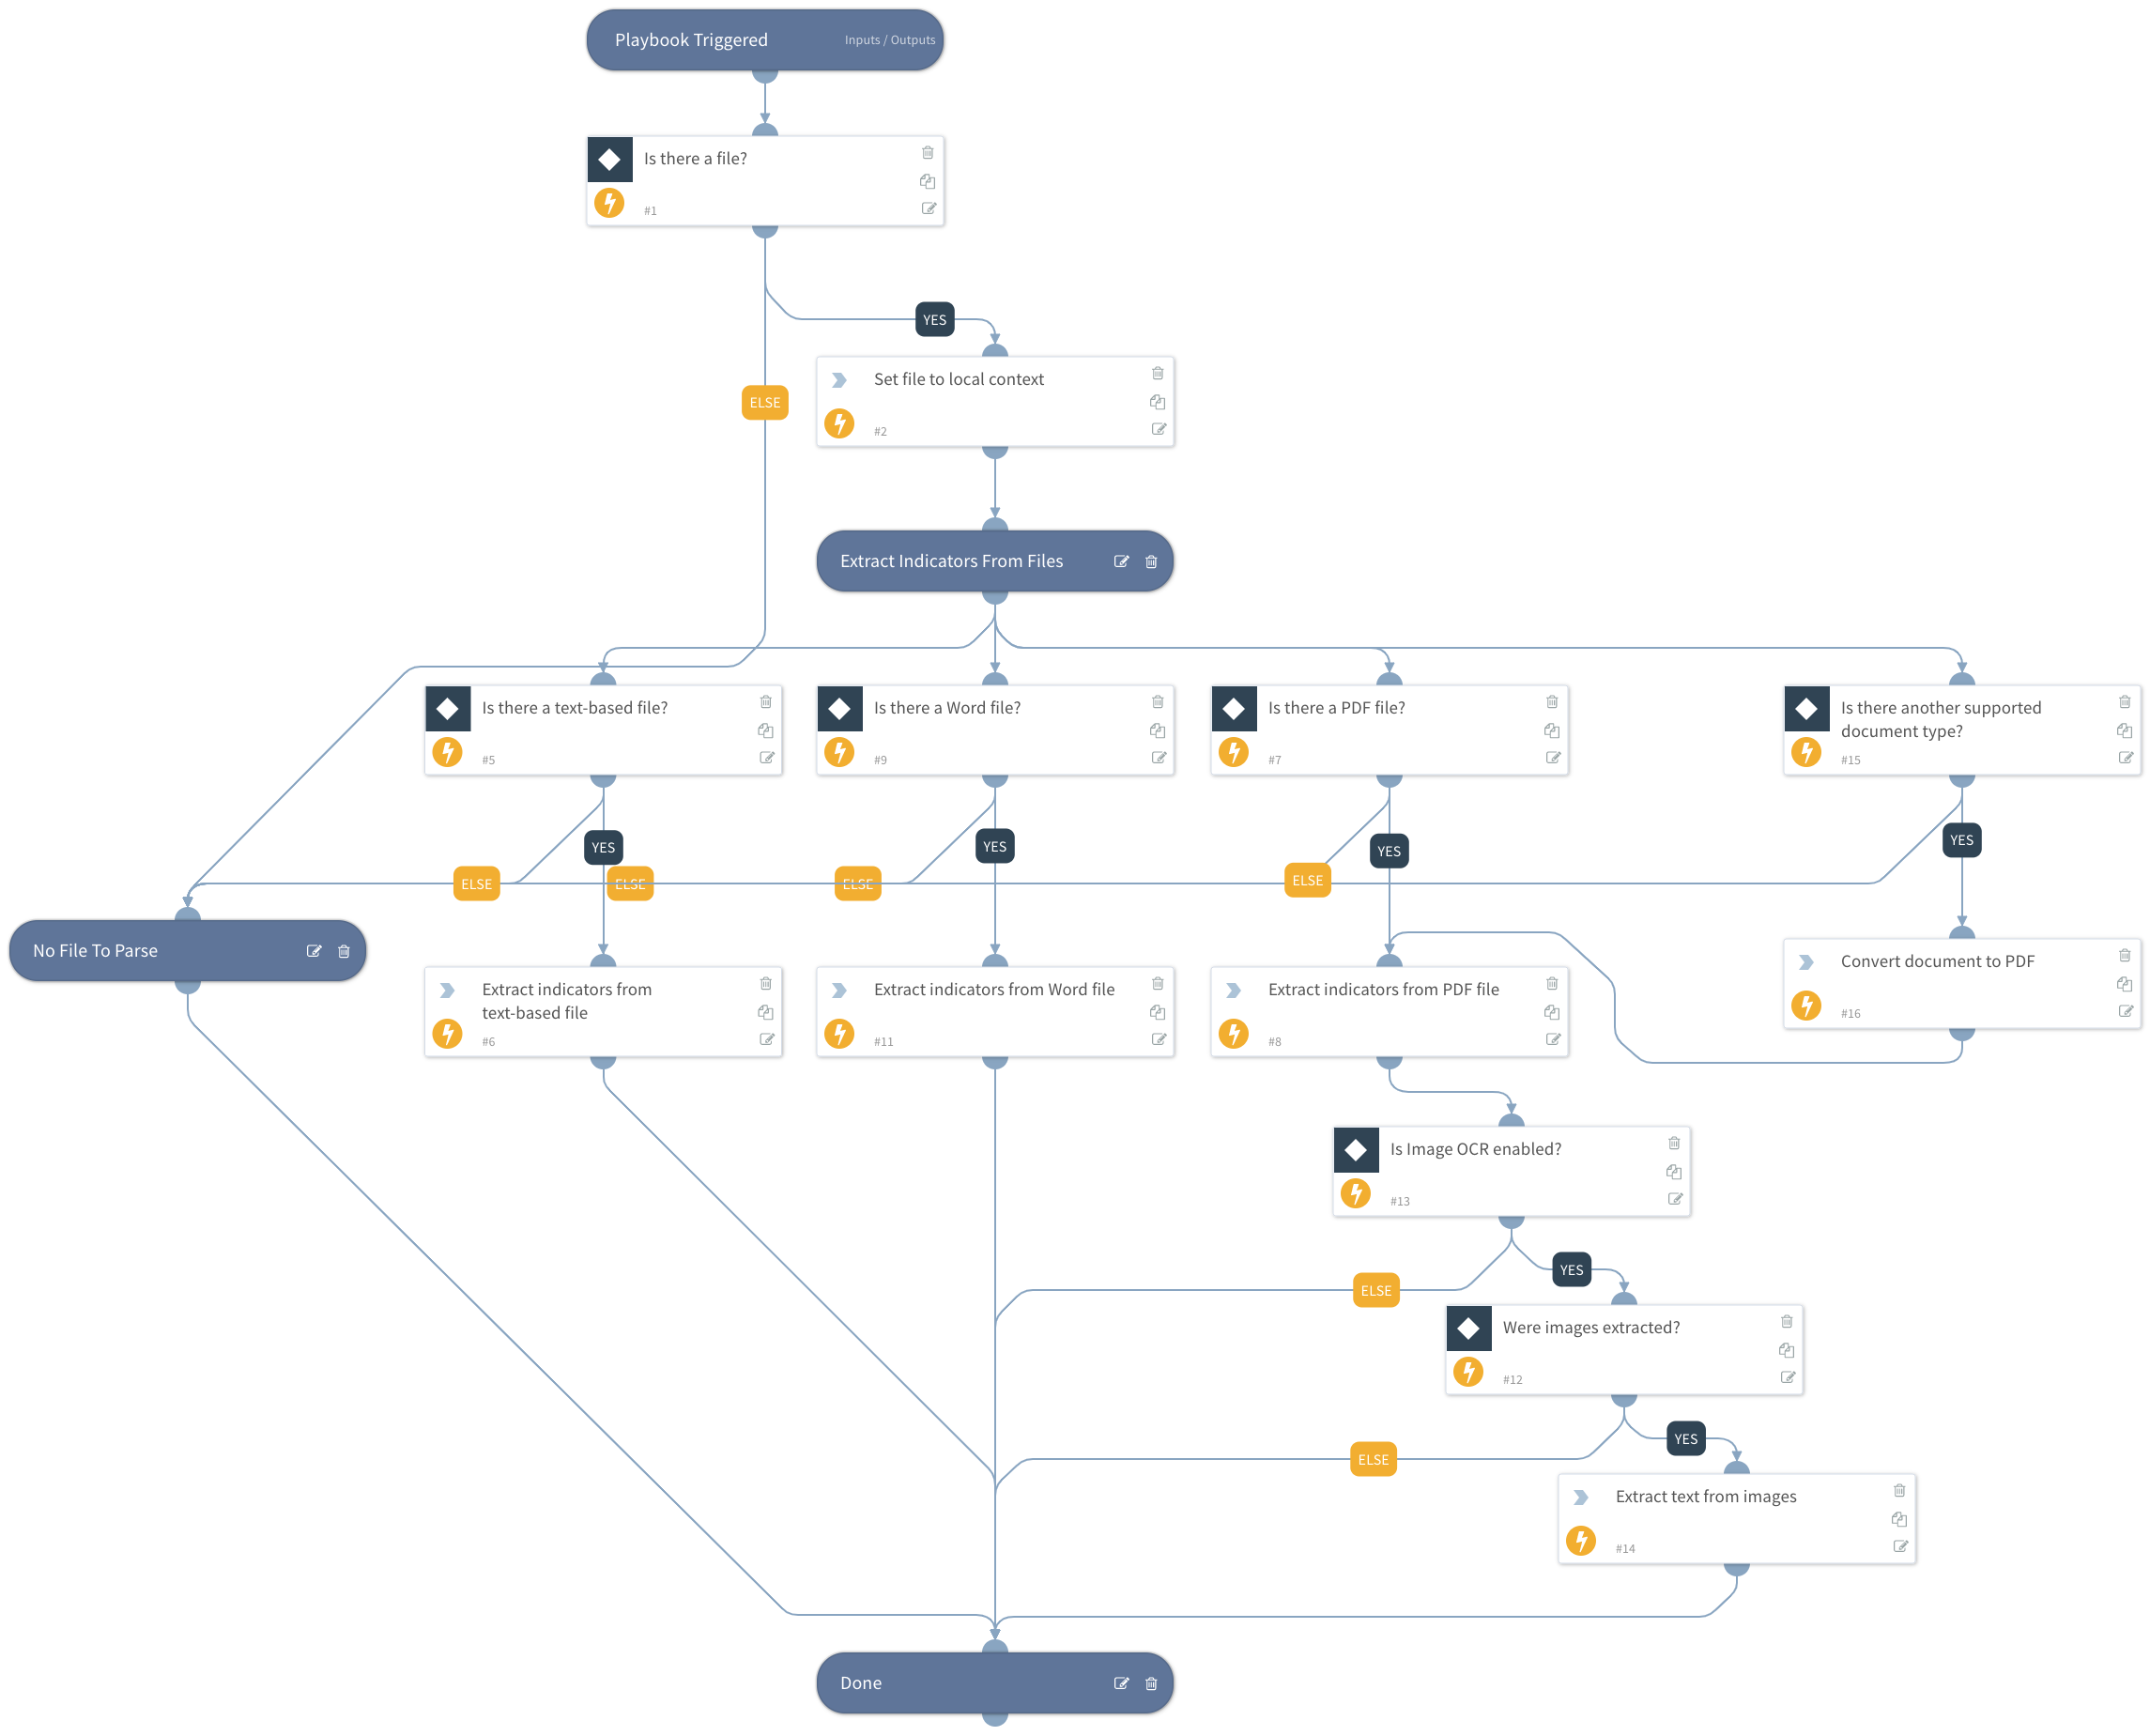 Playbook Triggered
Inputs / Outputs
Is there a file?
#1
YES
ELSE
Set file to local context
#2
Extract Indicators From Files
Is there a text-based file?
#5
Is there a Word file?
#9
Is there a PDF file?
#7
Is there another supported
document type?
#15
YES
YES
YES
YES
ELSE
ELSE
ELSE
ELSE
No File To Parse
Extract indicators from
text-based file
#6
Extract indicators from Word file
#11
Extract indicators from PDF file
#8
Convert document to PDF
#16
Is Image OCR enabled?
#13
YES
ELSE
Were images extracted?
#12
YES
ELSE
Extract text from images
#14
Done